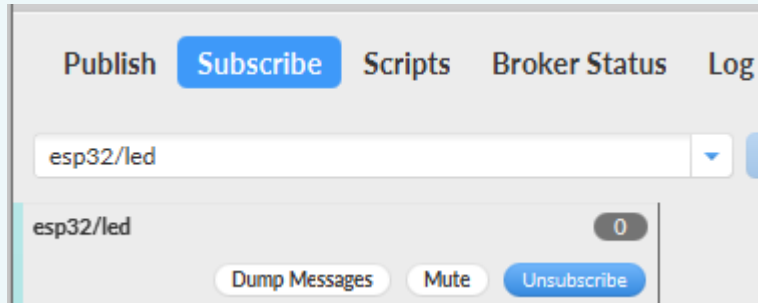 Publish Subscribe Scripts Broker Status Log
esp32/led
esp32/led 0
Dump Messages Mute Unsubscribe